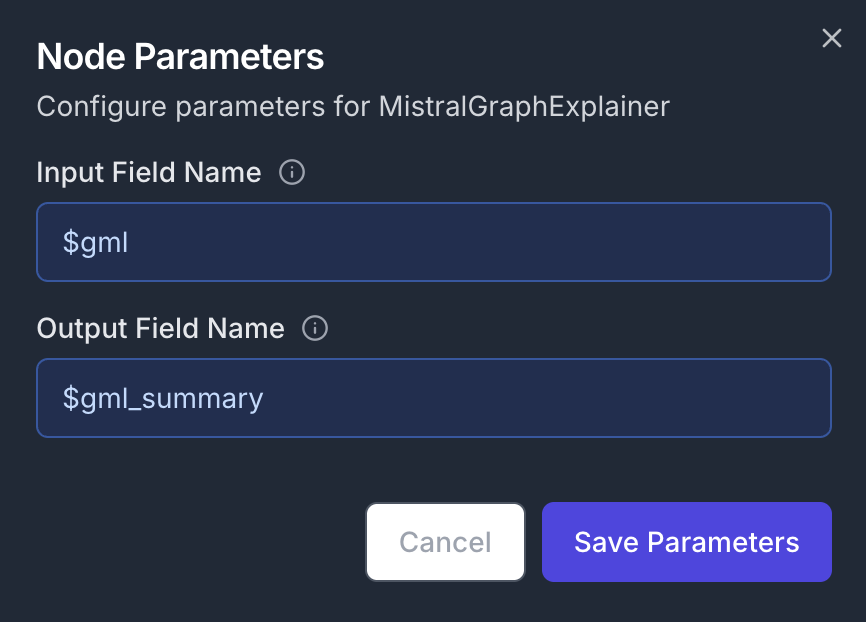 Node Parameters
Configure parameters for MistralGraphExplainer
Input Field Name
$gml
Output Field Name
$gml_summary
Cancel
Save Parameters